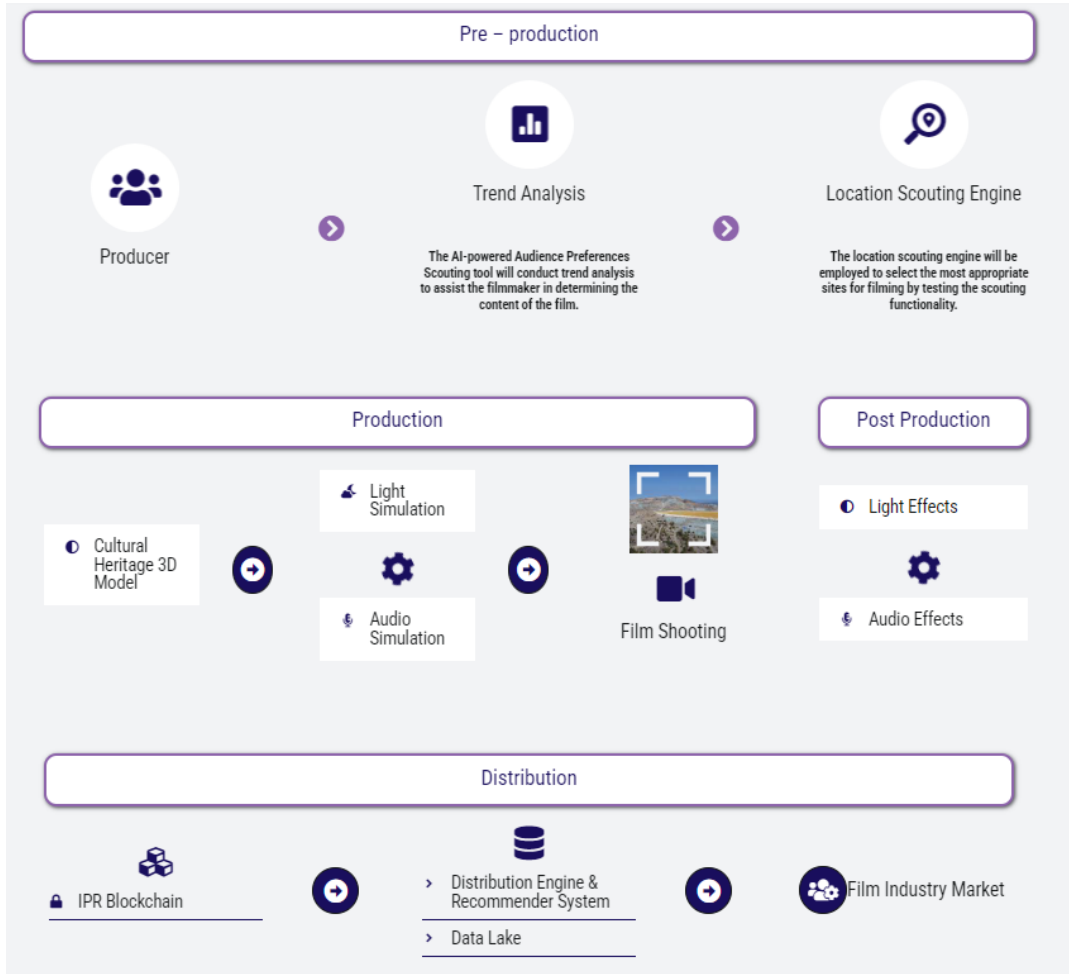 Pre – production
Trend Analysis
Location Scouting Engine
Producer
The AI-powered Audience Preferences
Scouting tool will conduct trend analysis
to assist the filmmaker in determining the
content of the film.
The location scouting engine will be
employed to select the most appropriate
sites for filming by testing the scouting
functionality.
Production
Post Production
Cultural
Heritage 3D
Model
Light
Simulation
Audio
Simulation
Film Shooting
Light Effects
Audio Effects
Distribution
IPR Blockchain
Distribution Engine &
Recommender System
Data Lake
Film Industry Market